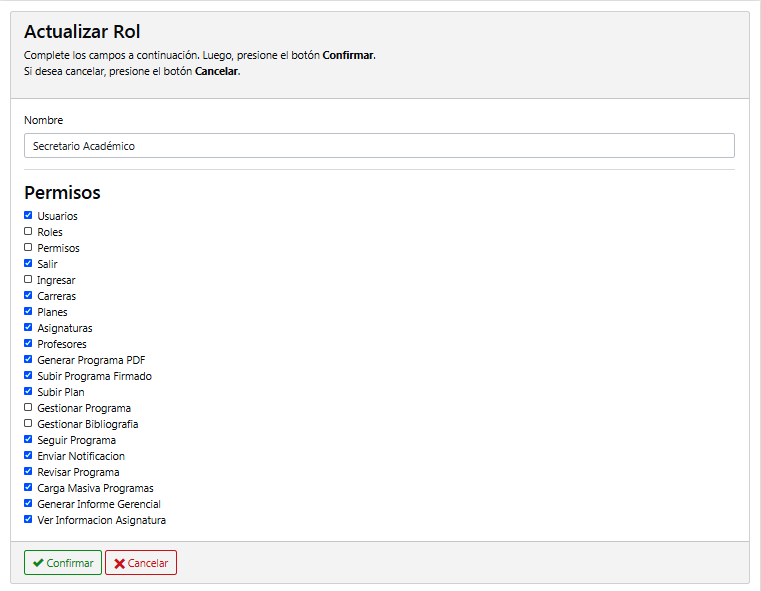 Actualizar Rol
Complete los campos a continuación. Luego, presione el botón Confirmar.
Si desea cancelar, presione el botón Cancelar.
Nombre
Secretario Académico
Permisos
Usuarios
Roles
Permisos
Salir
Ingresar
Carreras
Planes
Asignaturas
Profesores
Generar Programa PDF
Subir Programa Firmado
Subir Plan
Gestionar Programa
Gestionar Bibliografia
Seguir Programa
Enviar Notificacion
Revisar Programa
Carga Masiva Programas
Generar Informe Gerencial
Ver Informacion Asignatura
Confirmar Cancelar